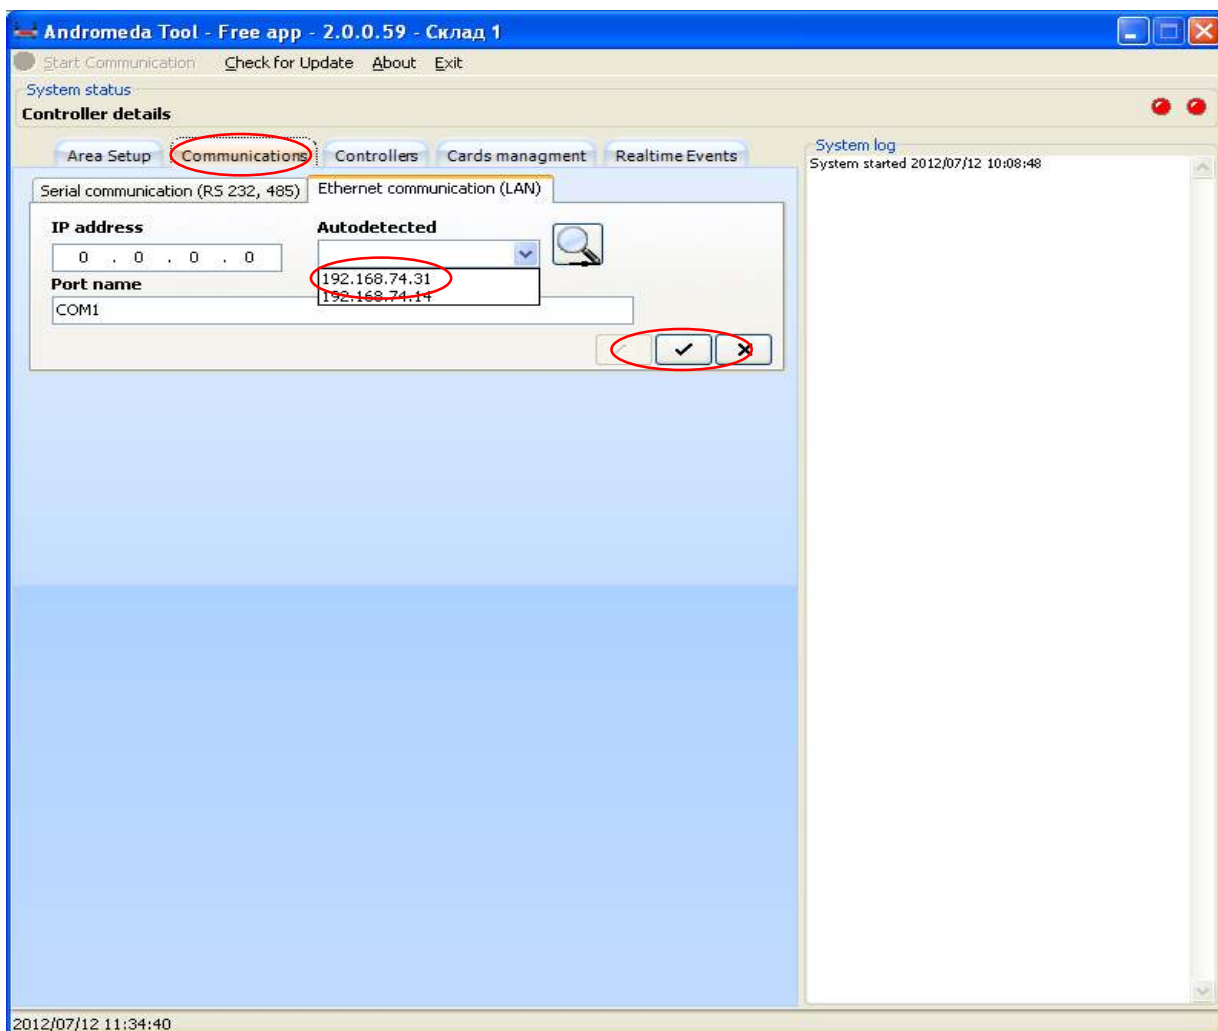 Andromeda Tool - Free app - 2.0.0.59 - Склад 1
Start Communication Check for Update About Exit
System status
Controller details
Area Setup Communications Controllers Cards managment Realtime Events
Serial communication (RS 232, 485) Ethernet communication (LAN)
IP address Autodetected
0 . 0 . 0 . 0
192.168.74.31
192.168.74.14
Port name
COM1
System log
System started 2012/07/12 10:08:48
2012/07/12 11:34:40